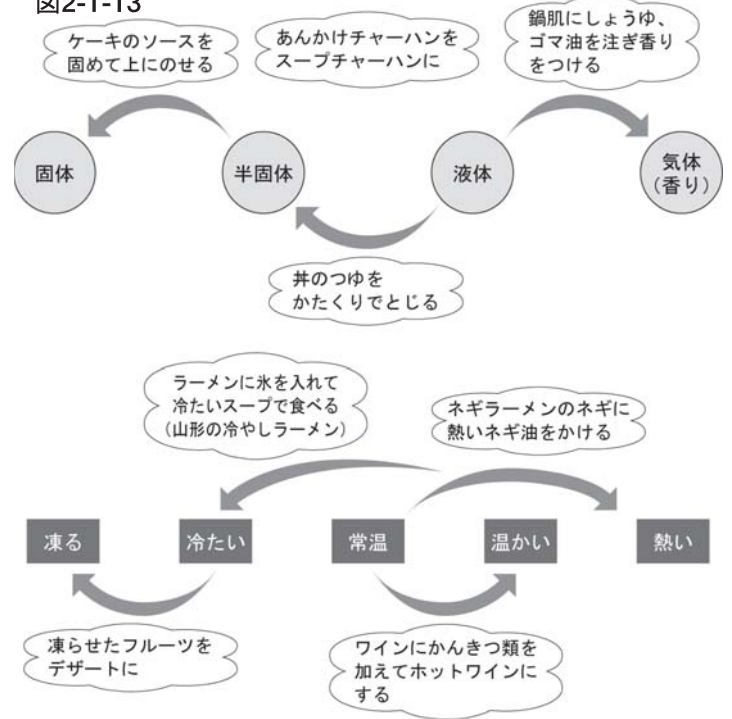 図2-1-13
ケーキのソースを
固めて上にのせる
あんかけチャーハンを
スープチャーハンに
鍋肌にしょうゆ、
ゴマ油を注ぎ香り
をつける
固体
半固体
液体
気体
(香り)
丼のつゆを
かたくりでとじる
ラーメンに氷を入れて
冷たいスープで食べる
(山形の冷やしラーメン)
ネギラーメンのネギに
熱いネギ油をかける
凍る
冷たい
常温
温かい
熱い
凍らせたフルーツを
デザートに
ワインにかんきつ類を
加えてホットワインに
する